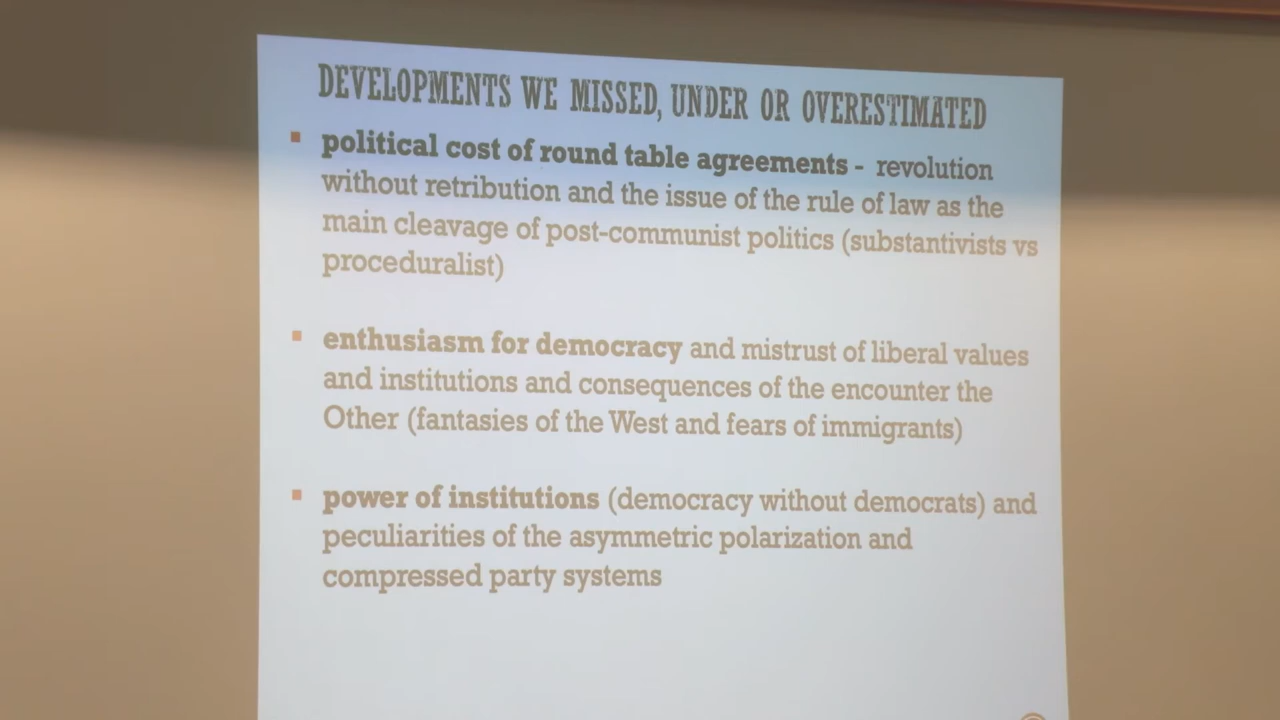 DEVELOPMENTS WE MISSED, UNDER OR OVERESTIMATED
▪ political cost of round table agreements - revolution
without retribution and the issue of the rule of law as the
main cleavage of post-communist politics (substantivists vs
proceduralist)
▪ enthusiasm for democracy and mistrust of liberal values
and institutions and consequences of the encounter the
Other (fantasies of the West and fears of immigrants)
▪ power of institutions (democracy without democrats) and
peculiarities of the asymmetric polarization and
compressed party systems